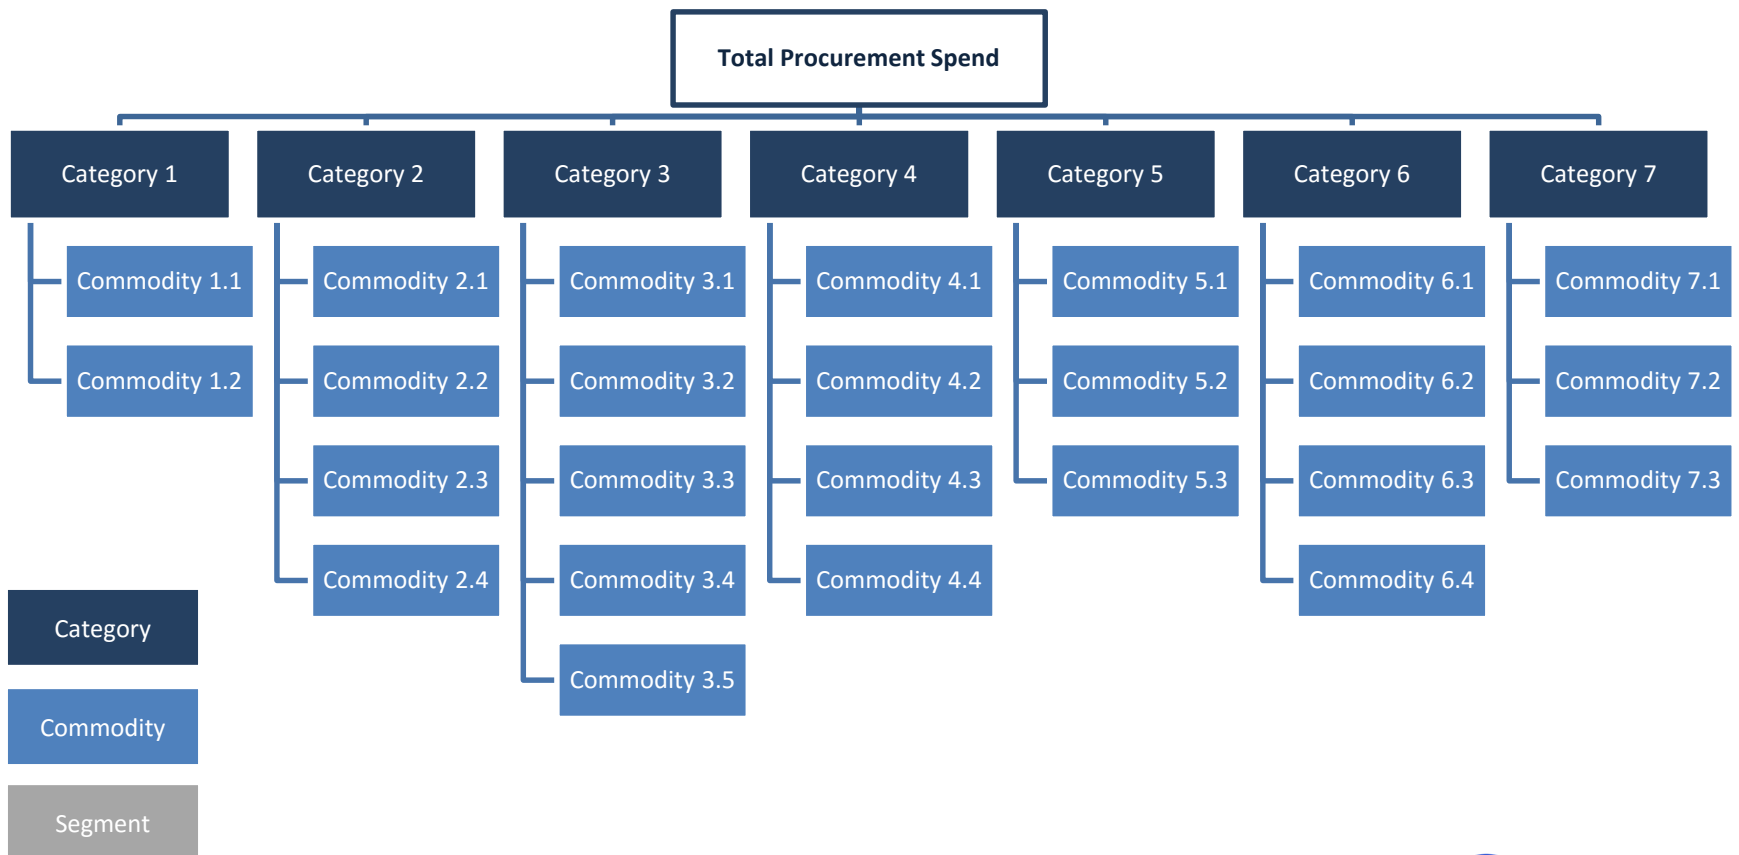 Total Procurement Spend
Category 1
Category 2
Category 3
Category 4
Category 5
Category 6
Category 7
Commodity 1.1
Commodity 2.1
Commodity 3.1
Commodity 4.1
Commodity 5.1
Commodity 6.1
Commodity 7.1
Commodity 1.2
Commodity 2.2
Commodity 3.2
Commodity 4.2
Commodity 5.2
Commodity 6.2
Commodity 7.2
Commodity 2.3
Commodity 3.3
Commodity 4.3
Commodity 5.3
Commodity 6.3
Commodity 7.3
Commodity 2.4
Commodity 3.4
Commodity 4.4
Commodity 6.4
Commodity 3.5
Category
Commodity
Segment